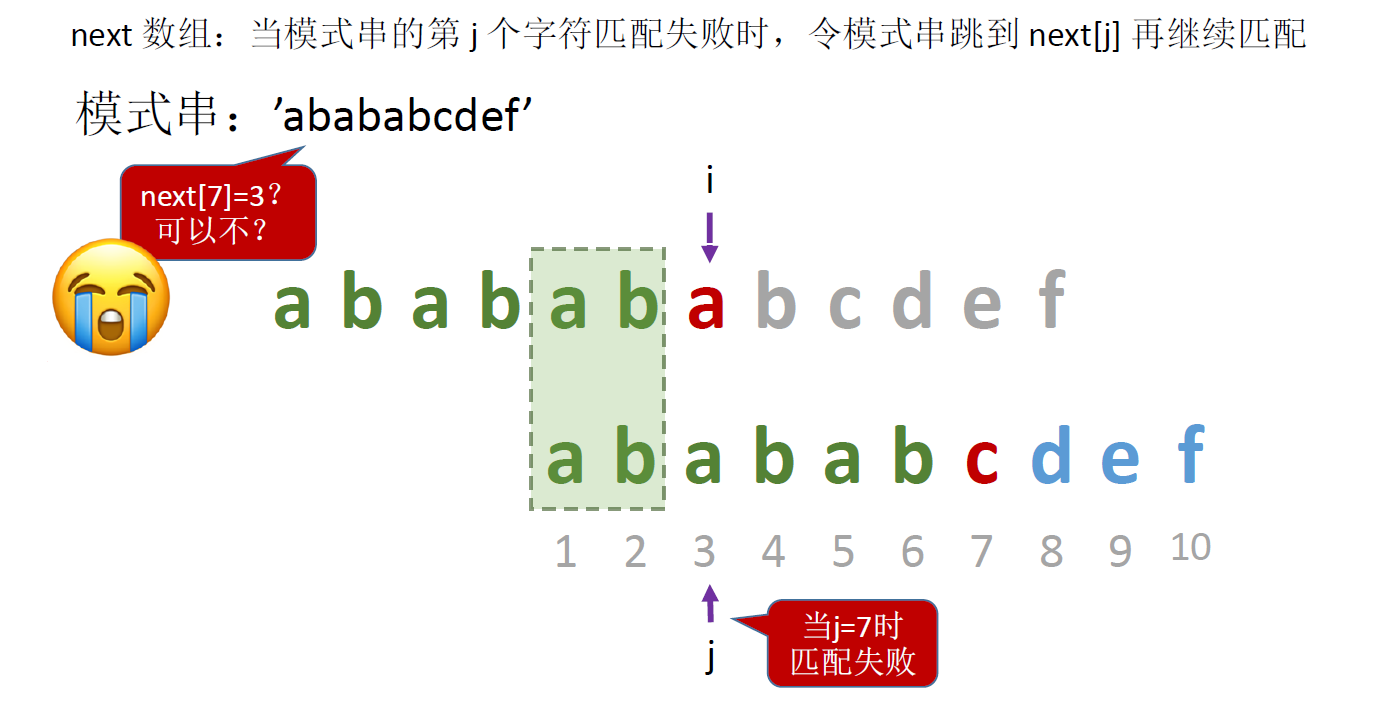 next 数组：当模式串的第 j 个字符匹配失败时，令模式串跳到 next[j] 再继续匹配
模式串：’abababcdef’
next[7]=3？
可以不？
i
a b a b a b a b c d e f
a b a b a b c d e f
1 2 3 4 5 6 7 8 9 10
当j=7时
匹配失败
j